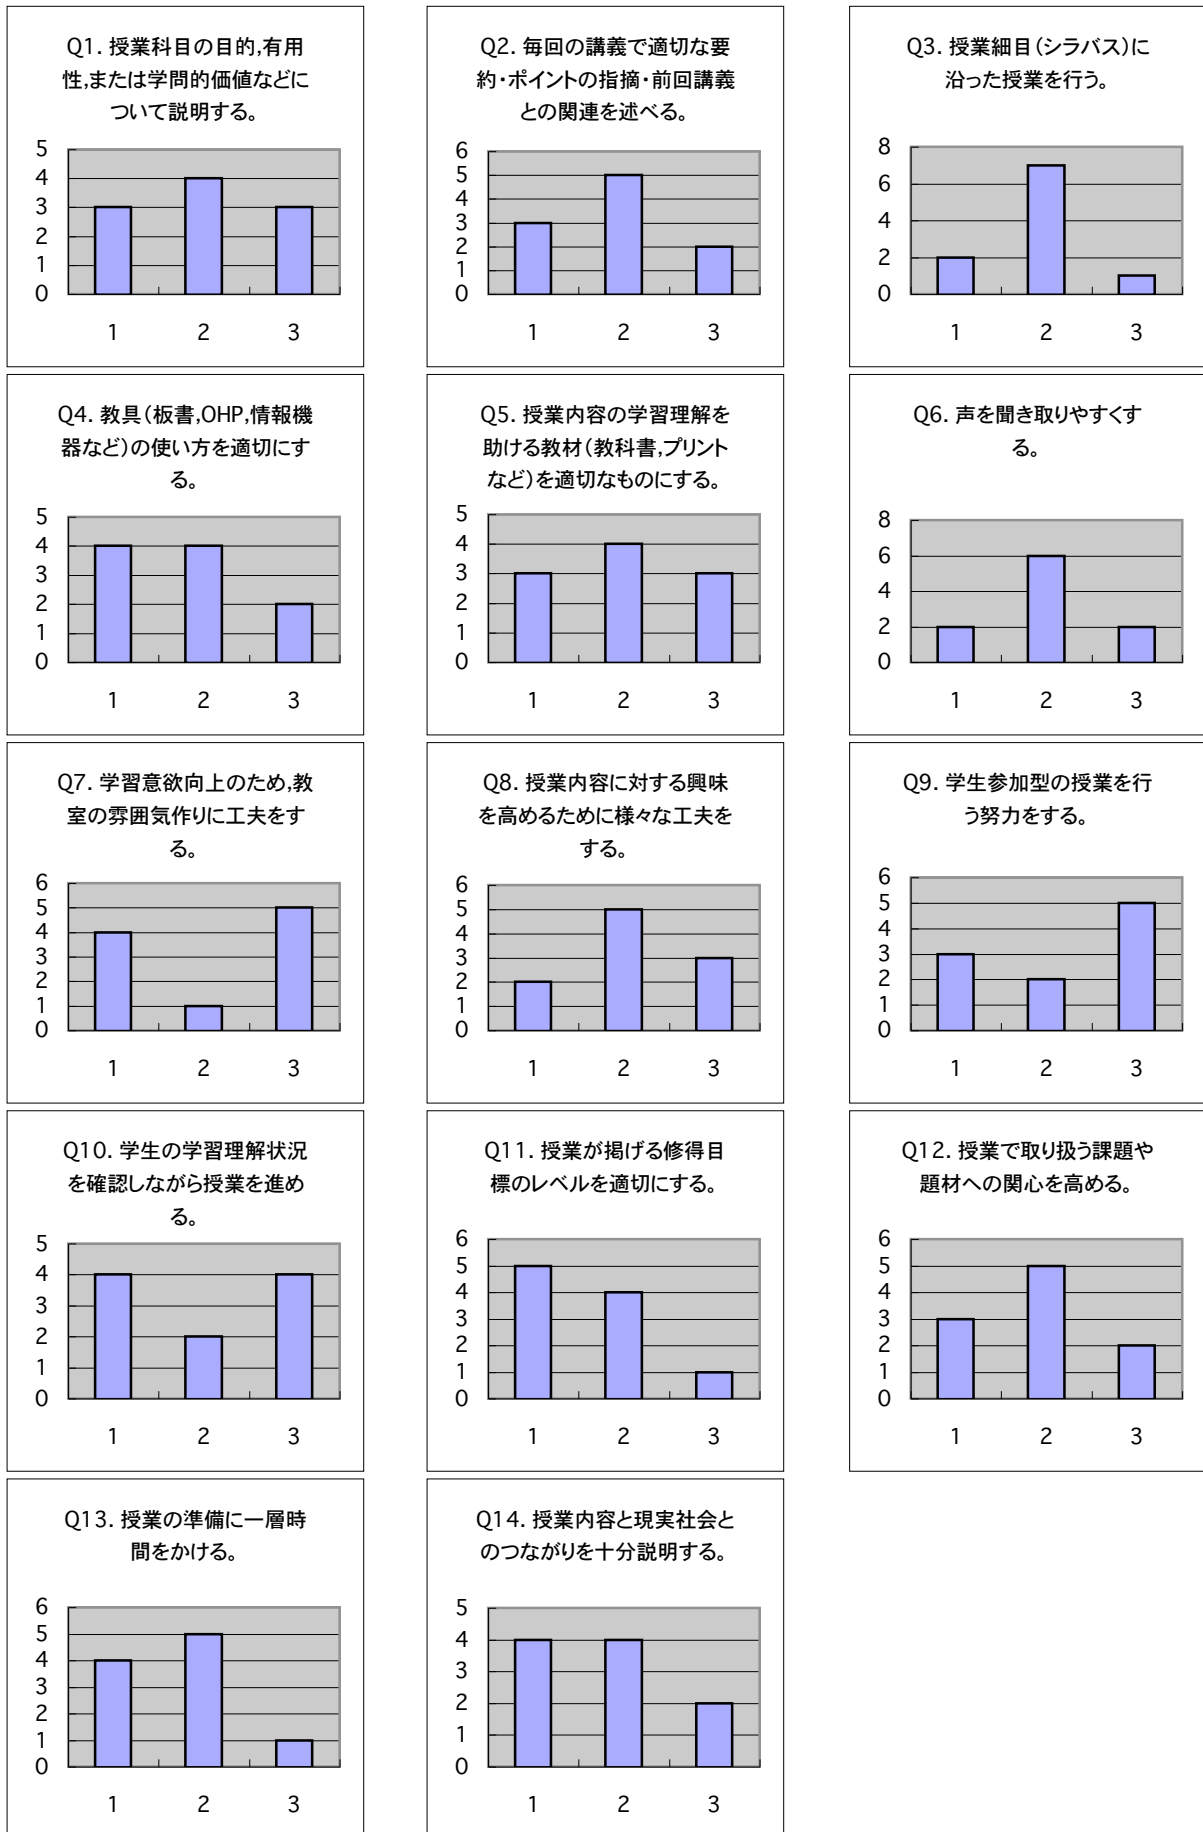 Q1. 授業科目の目的,有用
性,または学問的価値などに
ついて説明する。
5
4
3
2
1
0
1 2 3
Q2. 毎回の講義で適切な要
約・ポイントの指摘・前回講義
との関連を述べる。
6
5
4
3
2
1
0
1 2 3
Q3. 授業細目(シラバス)に
沿った授業を行う。
8
6
4
2
0
1 2 3
Q4. 教具(板書,OHP,情報機
器など)の使い方を適切にす
る。
5
4
3
2
1
0
1 2 3
Q5. 授業内容の学習理解を
助ける教材(教科書,プリント
など)を適切なものにする。
5
4
3
2
1
0
1 2 3
Q6. 声を聞き取りやすくす
る。
8
6
4
2
0
1 2 3
Q7. 学習意欲向上のため,教
室の雰囲気作りに工夫をす
る。
6
5
4
3
2
1
0
1 2 3
Q8. 授業内容に対する興味
を高めるために様々な工夫を
する。
6
5
4
3
2
1
0
1 2 3
Q9. 学生参加型の授業を行
う努力をする。
6
5
4
3
2
1
0
1 2 3
Q10. 学生の学習理解状況
を確認しながら授業を進め
る。
5
4
3
2
1
0
1 2 3
Q11. 授業が掲げる修得目
標のレベルを適切にする。
6
5
4
3
2
1
0
1 2 3
Q12. 授業で取り扱う課題や
題材への関心を高める。
6
5
4
3
2
1
0
1 2 3
Q13. 授業の準備に一層時
間をかける。
6
5
4
3
2
1
0
1 2 3
Q14. 授業内容と現実社会と
のつながりを十分説明する。
5
4
3
2
1
0
1 2 3